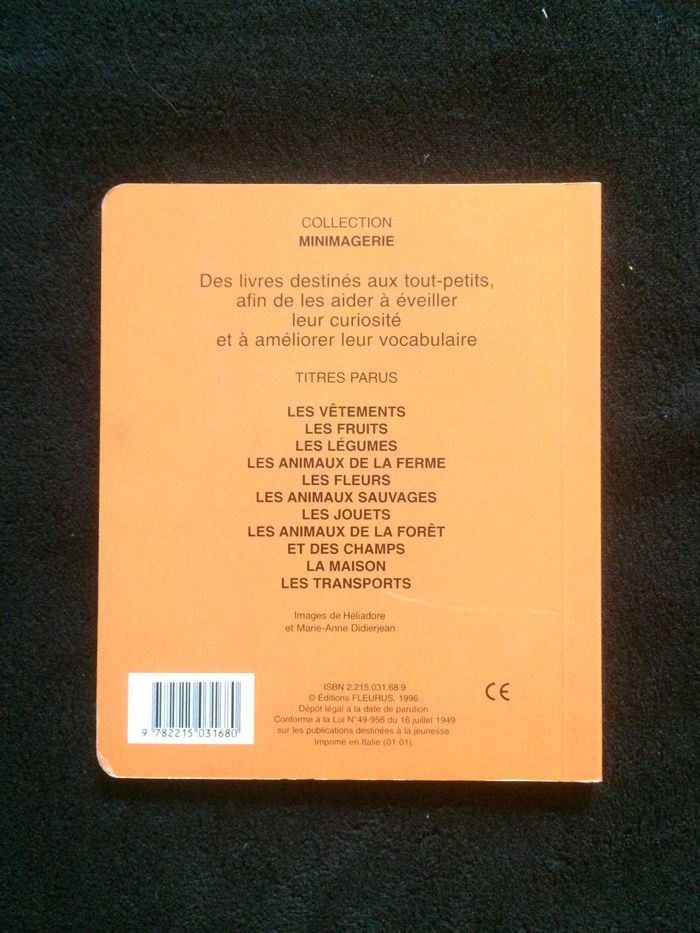 COLLECTION
MINIMAGERIE
Des livres destinés aux tout-petits,
afin de les aider à éveiller
leur curiosité
et à améliorer leur vocabulaire
TITRES PARUS
LES VÊTEMENTS
LES FRUITS
LES LÉGUMES
LES ANIMAUX DE LA FERME
LES FLEURS
LES ANIMAUX SAUVAGES
LES JOUETS
LES ANIMAUX DE LA FORÊT
ET DES CHAMPS
LA MAISON
LES TRANSPORTS
Images de Héliadore
et Marie-Anne Didierjean
ISBN 2.215.031.68.9
© Éditions FLEURUS, 1996.
Dépôt légal à la date de parution.
Conforme à la Loi N°49-956 du 16 juillet 1949
sur les publications destinées à la jeunesse.
Imprimé en Italie (01-01).
CE
9 782215 031680